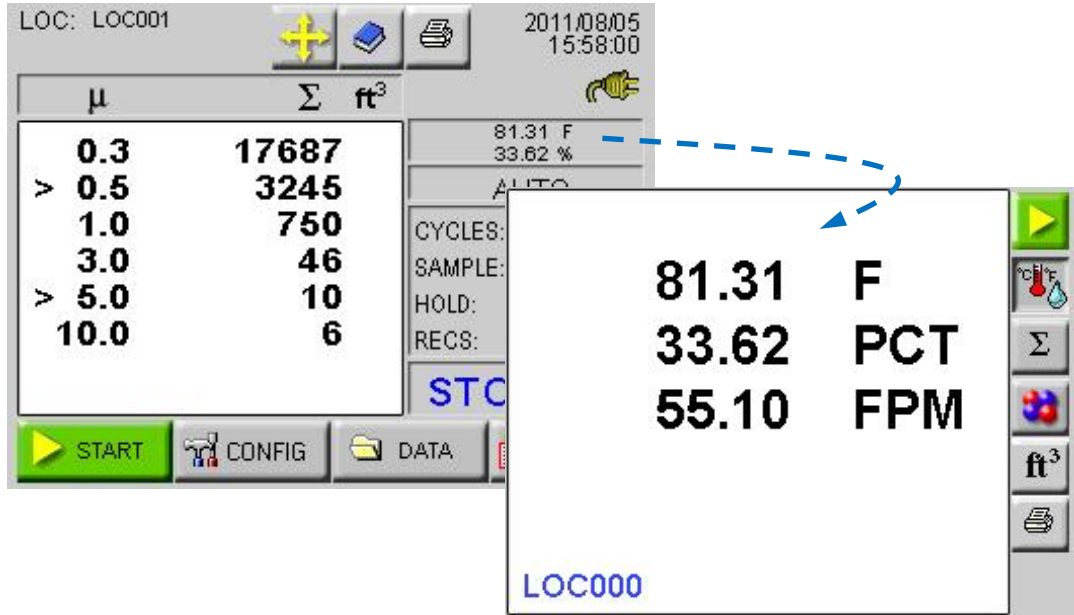 LOC: LOC001
2011/08/05
15:58:00
µ Σ ft³
0.3 17687
> 0.5 3245
1.0 750
3.0 46
> 5.0 10
10.0 6
81.31 F
33.62 %
AUTO
CYCLES:
SAMPLE:
HOLD:
RECS:
STO
START
CONFIG
DATA
81.31 F
33.62 PCT
55.10 FPM
LOC000
°C °F
Σ
ft³